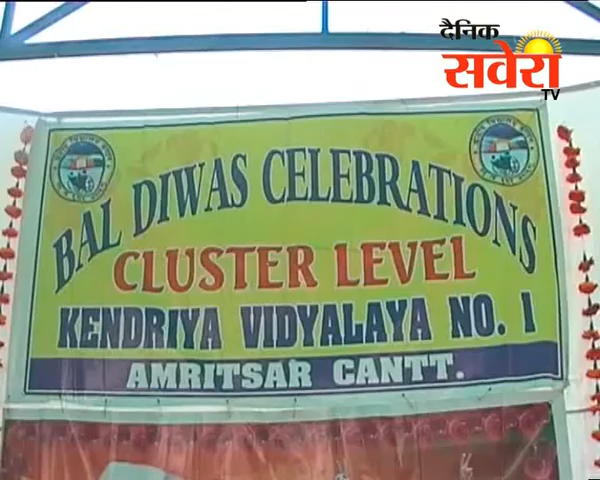 दैनिक
सवेरा
TV
BAL DIWAS CELEBRATIONS
CLUSTER LEVEL
KENDRIYA VIDYALAYA NO. 1
AMRITSAR CANTT.